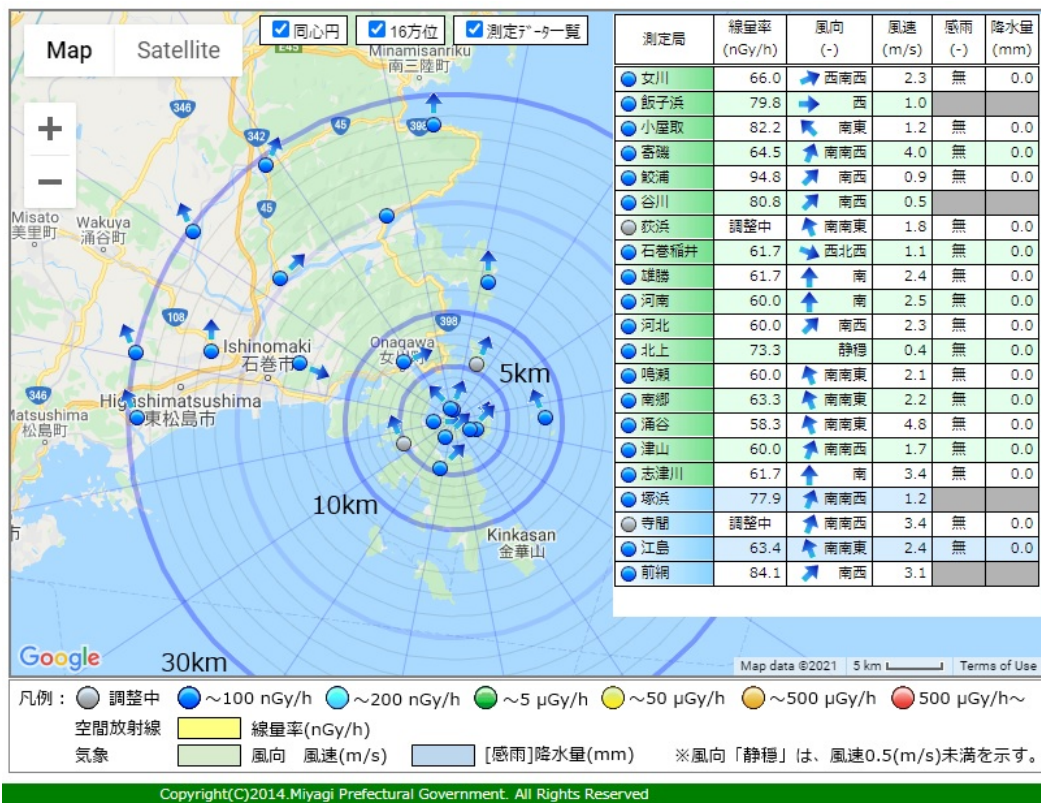 Map Satellite
同心円 16方位 測定ﾃﾞｰﾀ一覧
E45
Minamisanriku
南三陸町
346
342
45
398
45
Misato
美里町
Wakuya
涌谷町
108
398
Ishinomaki
石巻市
Onagawa
女川町
5km
346
Higashimatsushima
東松島市
Matsushima
松島町
10km
Kinkasan
金華山
市
30km
Google
Map data ©2021 5 km Terms of Use
測定局 線量率(nGy/h) 風向(-) 風速(m/s) 感雨(-) 降水量(mm)
女川 66.0 西南西 2.3 無 0.0
飯子浜 79.8 西 1.0
小屋取 82.2 南東 1.2 無 0.0
寄磯 64.5 南南西 4.0 無 0.0
鮫浦 94.8 南西 0.9 無 0.0
谷川 80.8 南西 0.5
荻浜 調整中 南南東 1.8 無 0.0
石巻稲井 61.7 西北西 1.1 無 0.0
雄勝 61.7 南 2.4 無 0.0
河南 60.0 南 2.5 無 0.0
河北 60.0 南西 2.3 無 0.0
北上 73.3 静穏 0.4 無 0.0
鳴瀬 60.0 南南東 2.1 無 0.0
南郷 63.3 南南東 2.2 無 0.0
涌谷 58.3 南南東 4.8 無 0.0
津山 60.0 南南西 1.7 無 0.0
志津川 61.7 南 3.4 無 0.0
塚浜 77.9 南南西 1.2
寺間 調整中 南南西 3.4 無 0.0
江島 63.4 南南東 2.4 無 0.0
前網 84.1 南西 3.1
凡例： 調整中 ～100 nGy/h ～200 nGy/h ～5 μGy/h ～50 μGy/h ～500 μGy/h 500 μGy/h～
空間放射線 線量率(nGy/h)
気象 風向 風速(m/s) [感雨]降水量(mm) ※風向「静穏」は、風速0.5(m/s)未満を示す。
Copyright(C)2014.Miyagi Prefectural Government. All Rights Reserved